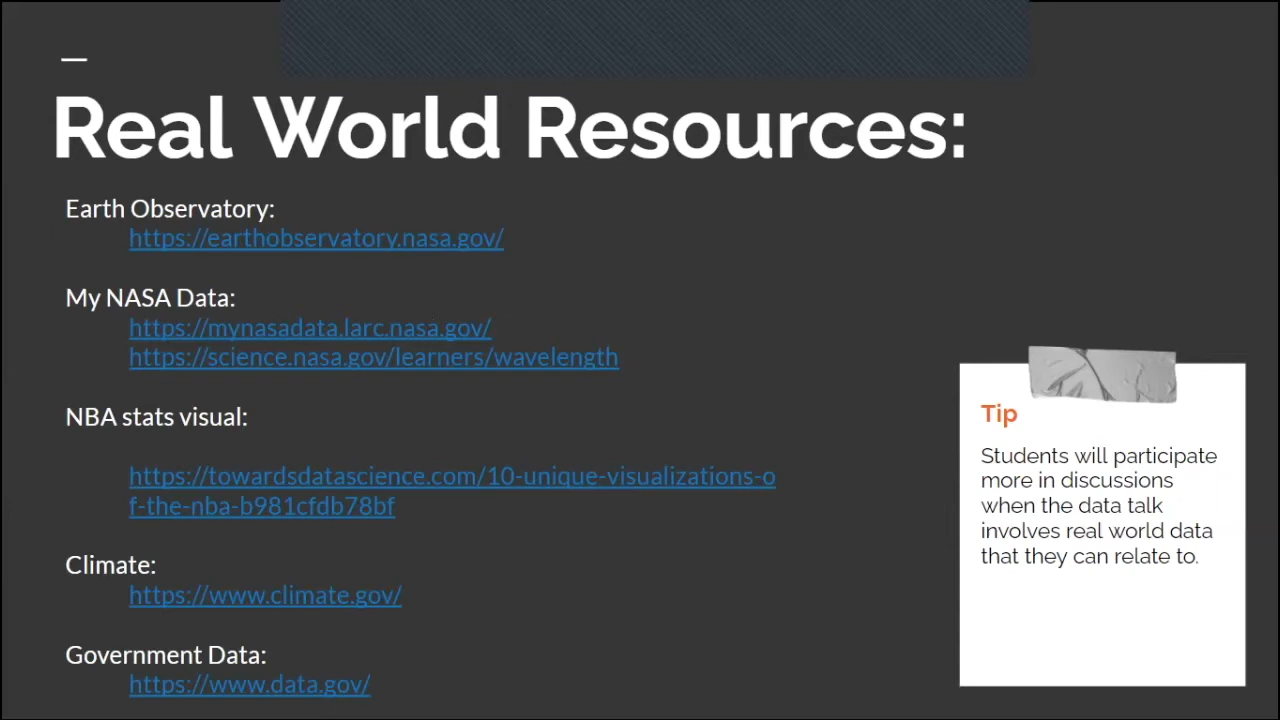 Real World Resources:
Earth Observatory:
https://earthobservatory.nasa.gov/
My NASA Data:
https://mynasadata.larc.nasa.gov/
https://science.nasa.gov/learners/wavelength
NBA stats visual:
https://towardsdatascience.com/10-unique-visualizations-o
f-the-nba-b981cfdb78bf
Climate:
https://www.climate.gov/
Government Data:
https://www.data.gov/
Tip
Students will participate
more in discussions
when the data talk
involves real world data
that they can relate to.